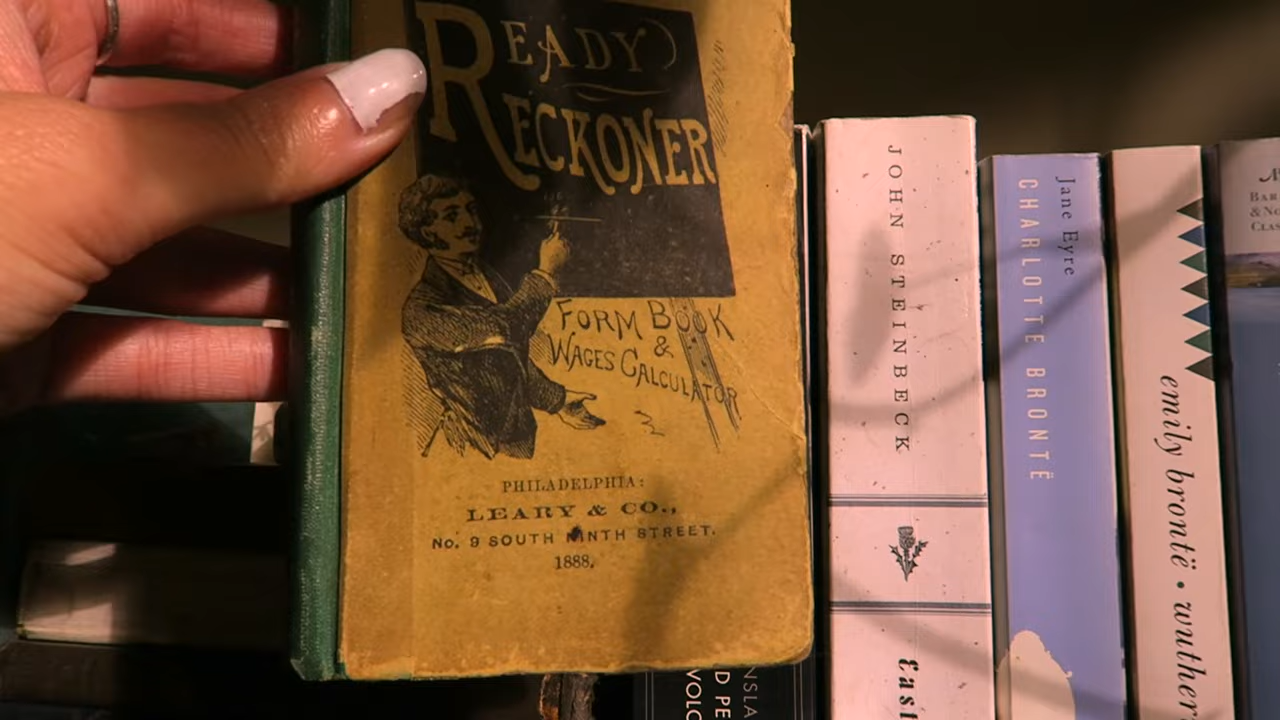 READY
RECKONER
FORM BOOK
&
WAGES CALCULATOR
PHILADELPHIA:
LEARY & CO.,
No. 9 SOUTH NINTH STREET.
1888.
JOHN STEINBECK
Jane Eyre
CHARLOTTE BRONTË
emily brontë • wuther